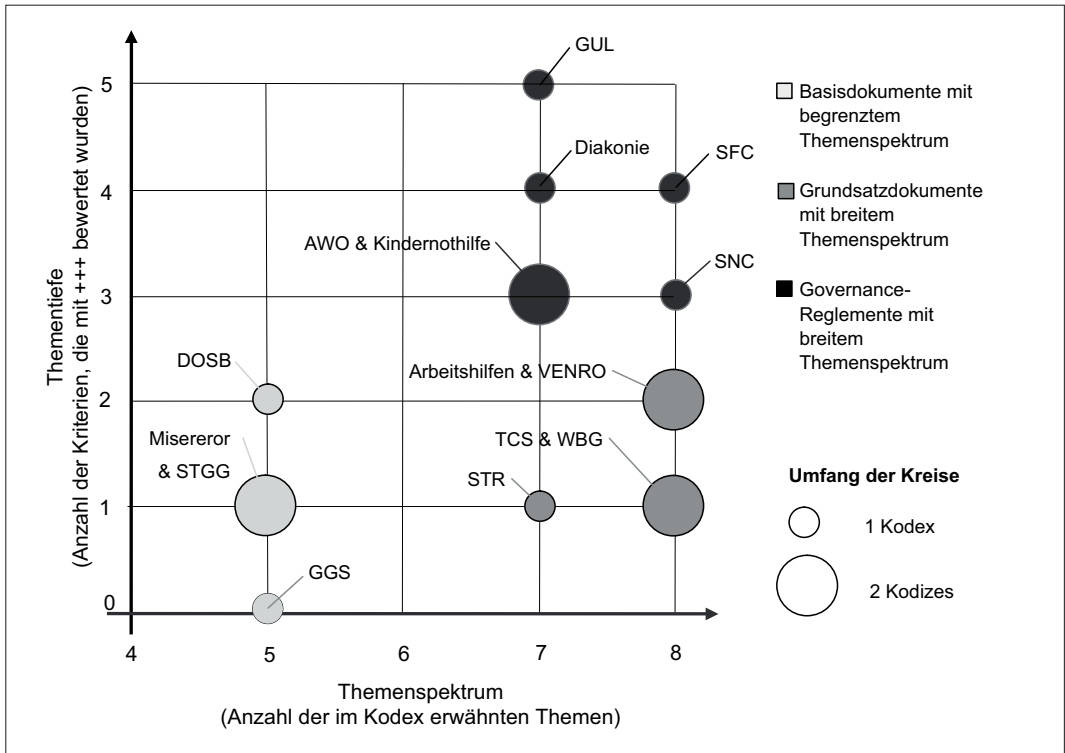 Thementiefe
(Anzahl der Kriterien, die mit +++ bewertet wurden)
5
4
3
2
1
0
4
5
6
7
8
Themenspektrum
(Anzahl der im Kodex erwähnten Themen)
GUL
Diakonie
SFC
AWO & Kindernothilfe
SNC
DOSB
Arbeitshilfen & VENRO
Misereror
& STGG
TCS & WBG
STR
GGS
Basisdokumente mit
begrenztem
Themenspektrum
Grundsatzdokumente
mit breitem
Themenspektrum
Governance-
Reglemente mit
breitem
Themenspektrum
Umfang der Kreise
1 Kodex
2 Kodizes